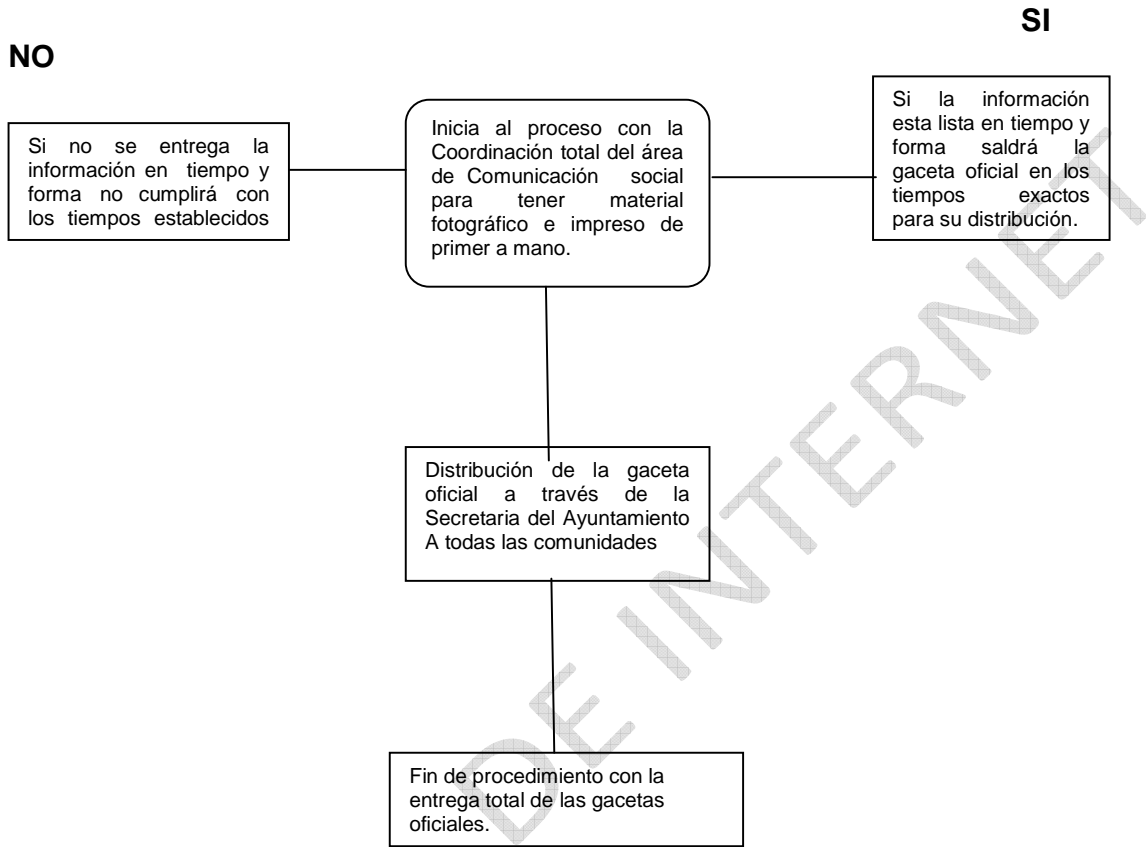 SI
NO
Si no se entrega la
información en tiempo y
forma no cumplirá con
los tiempos establecidos
Inicia al proceso con la
Coordinación total del área
de Comunicación social
para tener material
fotográfico e impreso de
primer a mano.
Si la información
esta lista en tiempo y
forma saldrá la
gaceta oficial en los
tiempos exactos
para su distribución.
Distribución de la gaceta
oficial a través de la
Secretaria del Ayuntamiento
A todas las comunidades
Fin de procedimiento con la
entrega total de las gacetas
oficiales.
DE INTERNET